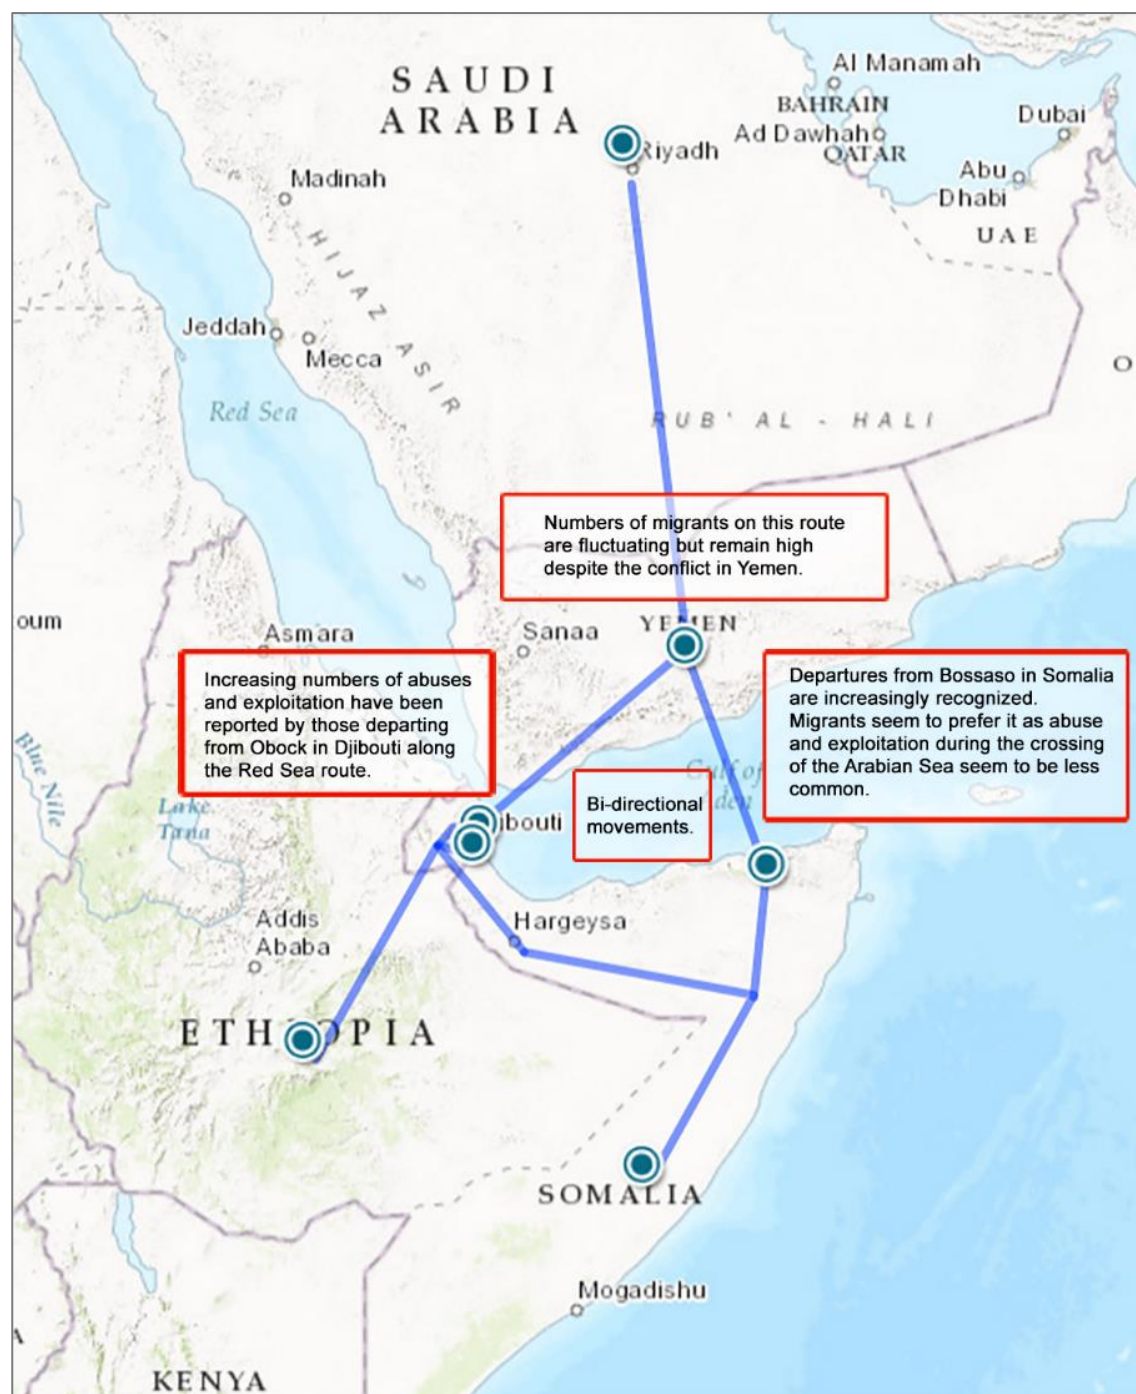 SAUDI
ARABIA
Al Manamah
BAHRAIN
Ad Dawhah
QATAR
Dubai
Abu
Dhabi
UAE
Riyadh
Madinah
HIJAZ ASIR
Jeddah
Mecca
Red Sea
RUB' AL - HALI
O
Numbers of migrants on this route
are fluctuating but remain high
despite the conflict in Yemen.
oum
Asmara
Sanaa
YEMEN
Increasing numbers of abuses
and exploitation have been
reported by those departing
from Obock in Djibouti along
the Red Sea route.
Departures from Bossaso in Somalia
are increasingly recognized.
Migrants seem to prefer it as abuse
and exploitation during the crossing
of the Arabian Sea seem to be less
common.
Blue Nile
Lake
Tana
Gulf of
den
Bi-directional
movements.
ibouti
Hargeysa
Addis
Ababa
ETHIOPIA
SOMALIA
Mogadishu
KENYA